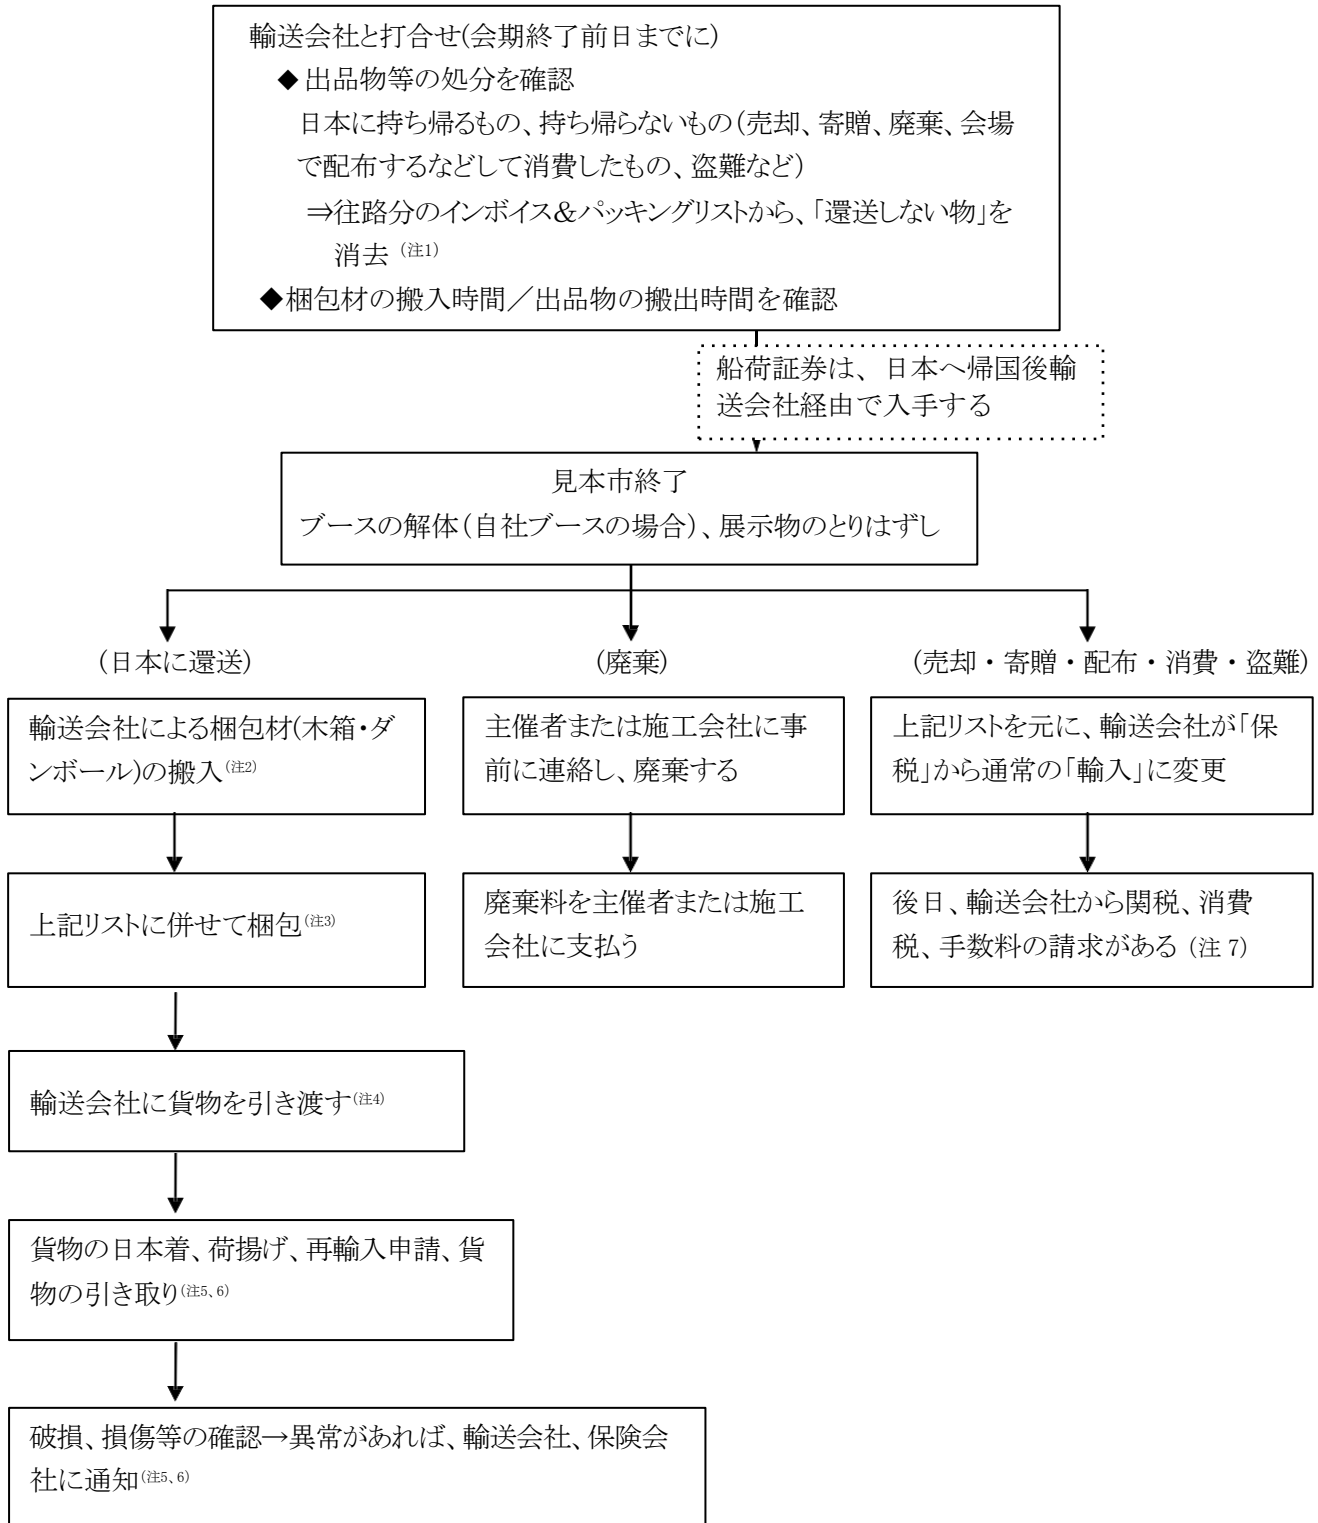 輸送会社と打合せ(会期終了前日までに)
◆ 出品物等の処分を確認
日本に持ち帰るもの、持ち帰らないもの(売却、寄贈、廃棄、会場
で配布するなどして消費したもの、盗難など)
⇒往路分のインボイス&パッキングリストから、「還送しない物」を
消去 (注1)
◆梱包材の搬入時間/出品物の搬出時間を確認
船荷証券は、日本へ帰国後輸
送会社経由で入手する
見本市終了
ブースの解体(自社ブースの場合)、展示物のとりはずし
(日本に還送)
(廃棄)
(売却・寄贈・配布・消費・盗難)
輸送会社による梱包材(木箱・ダ
ンボール)の搬入(注2)
主催者または施工会社に事
前に連絡し、廃棄する
上記リストを元に、輸送会社が「保
税」から通常の「輸入」に変更
上記リストに併せて梱包(注3)
廃棄料を主催者または施工
会社に支払う
後日、輸送会社から関税、消費
税、手数料の請求がある (注 7)
輸送会社に貨物を引き渡す(注4)
貨物の日本着、荷揚げ、再輸入申請、貨
物の引き取り(注5、6)
破損、損傷等の確認→異常があれば、輸送会社、保険会
社に通知(注5、6)